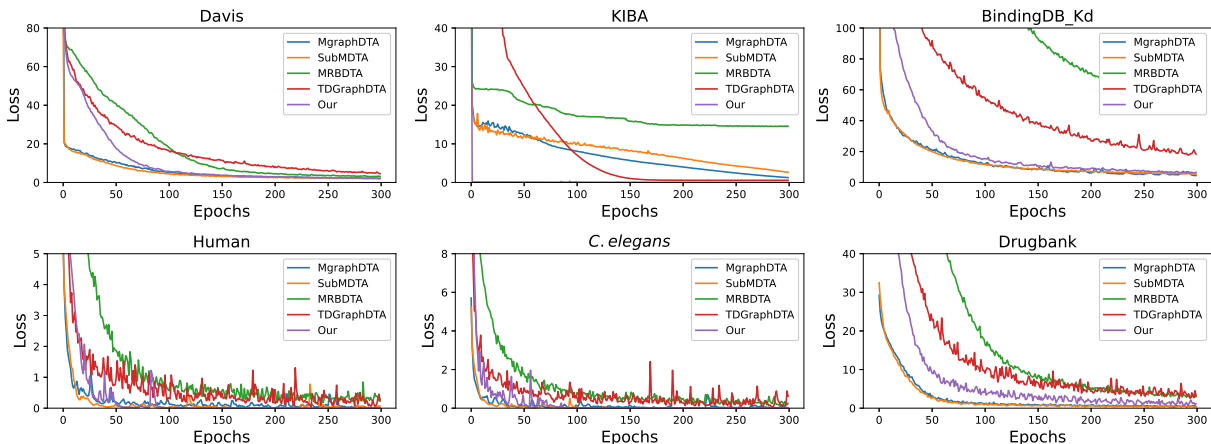 Davis
80
60
40
20
0
Loss
0 50 100 150 200 250 300
Epochs
MgraphDTA
SubMDTA
MRBDTA
TDGraphDTA
Our
KIBA
40
30
20
10
0
Loss
0 50 100 150 200 250 300
Epochs
MgraphDTA
SubMDTA
MRBDTA
TDGraphDTA
Our
BindingDB_Kd
100
80
60
40
20
0
Loss
0 50 100 150 200 250 300
Epochs
MgraphDTA
SubMDTA
MRBDTA
TDGraphDTA
Our
Human
5
4
3
2
1
0
Loss
0 50 100 150 200 250 300
Epochs
MgraphDTA
SubMDTA
MRBDTA
TDGraphDTA
Our
C. elegans
8
6
4
2
0
Loss
0 50 100 150 200 250 300
Epochs
MgraphDTA
SubMDTA
MRBDTA
TDGraphDTA
Our
Drugbank
40
30
20
10
0
Loss
0 50 100 150 200 250 300
Epochs
MgraphDTA
SubMDTA
MRBDTA
TDGraphDTA
Our